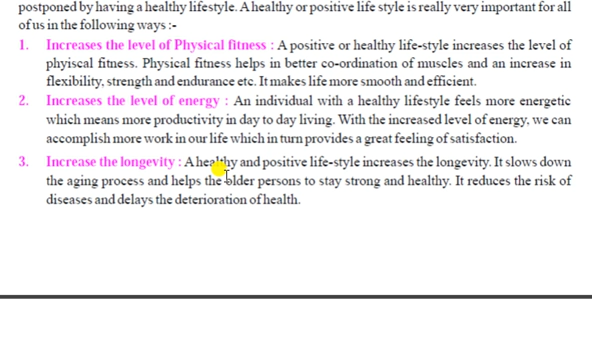 postponed by having a healthy lifestyle. A healthy or positive life style is really very important for all
of us in the following ways :-
1. Increases the level of Physical fitness : A positive or healthy life-style increases the level of
phyiscal fitness. Physical fitness helps in better co-ordination of muscles and an increase in
flexibility, strength and endurance etc. It makes life more smooth and efficient.
2. Increases the level of energy : An individual with a healthy lifestyle feels more energetic
which means more productivity in day to day living. With the increased level of energy, we can
accomplish more work in our life which in turn provides a great feeling of satisfaction.
3. Increase the longevity : A healthy and positive life-style increases the longevity. It slows down
the aging process and helps the older persons to stay strong and healthy. It reduces the risk of
diseases and delays the deterioration of health.